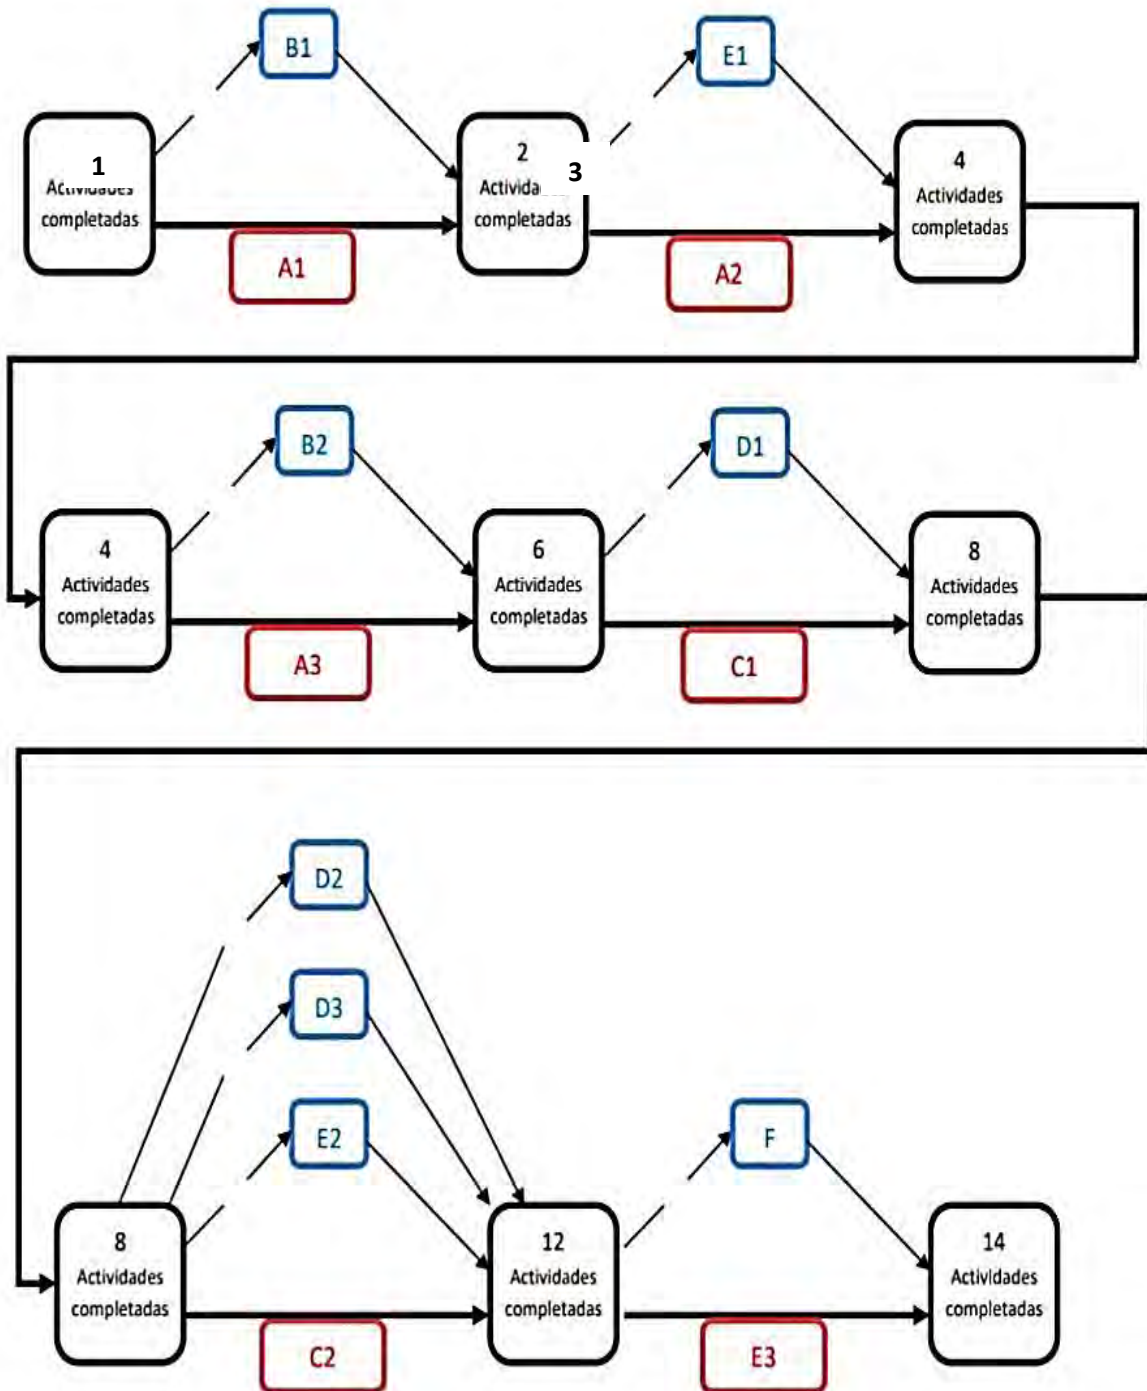 B1
E1
1
Actividades
completadas
2
3
Activida
completadas
4
Actividades
completadas
A1
A2
B2
D1
4
Actividades
completadas
6
Actividades
completadas
8
Actividades
completadas
A3
C1
D2
D3
E2
F
8
Actividades
completadas
12
Actividades
completadas
14
Actividades
completadas
C2
E3